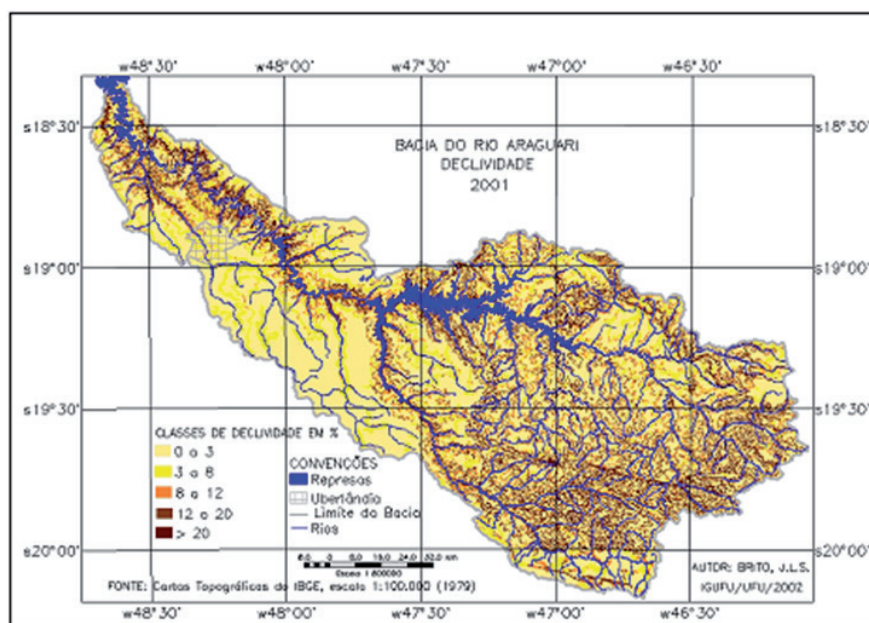 w48°30' w48°00' w47°30' w47°00' w46°30'
s18°30' s18°30'
BACIA DO RIO ARAGUARI
DECLIVIDADE
2001
s19°00' s19°00'
s19°30' s19°30'
CLASSES DE DECLIVIDADE EM %
0 a 3
3 a 8
8 a 12
12 a 20
> 20
CONVENÇÕES
Represas
Uberlândia
Limite da Bacia
Rios
s20°00' s20°00'
Escala 1:800000
AUTOR: BRITO, J.L.S.
IGUFU/UFU/2002
FONTE: Cartas Topográficas do IBGE, escala 1:100.000 (1979)
w48°30' w48°00' w47°30' w47°00' w46°30'